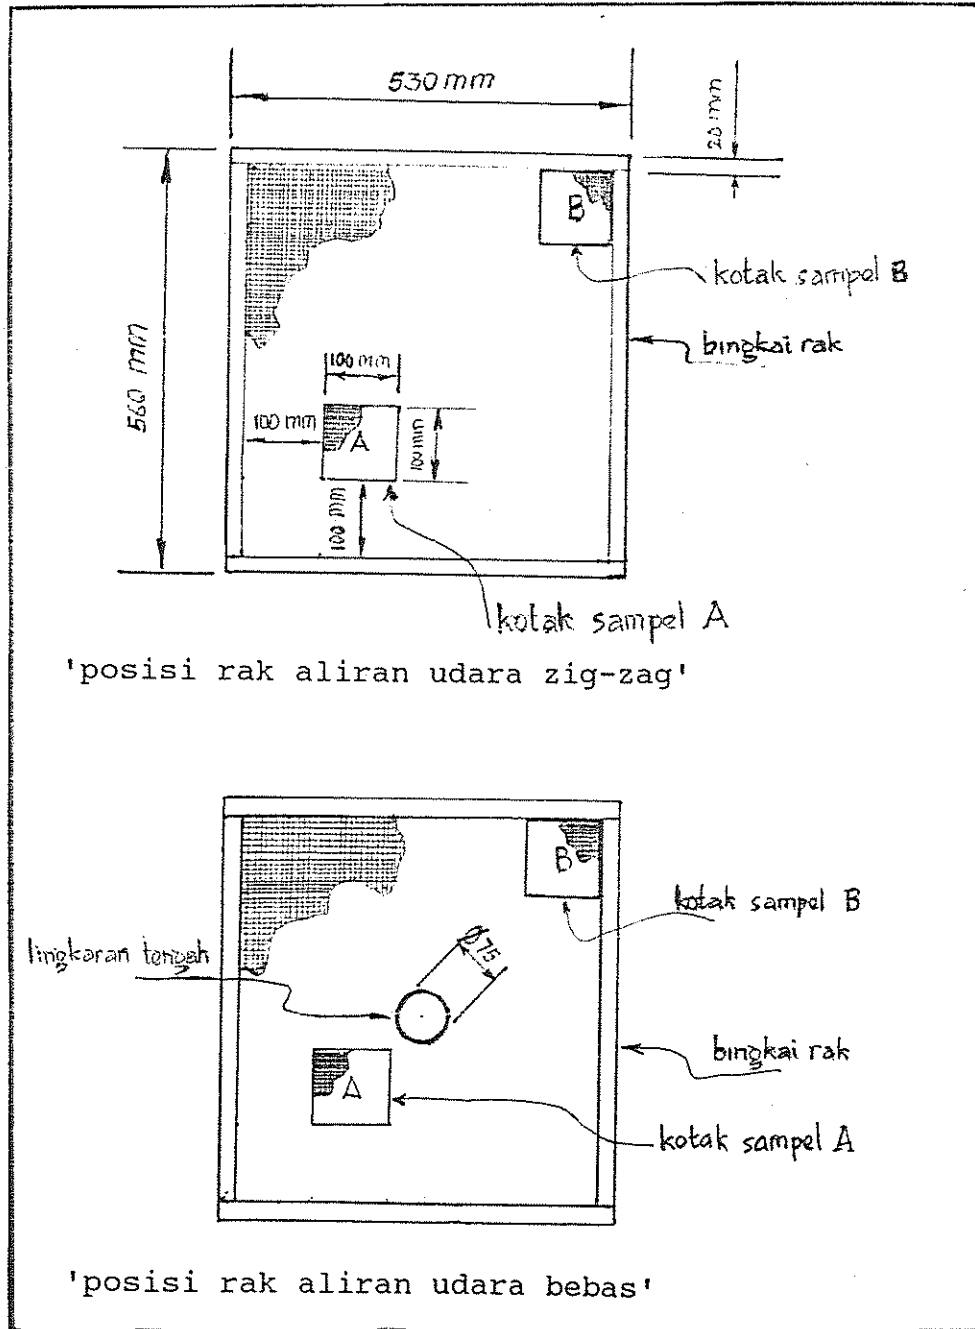 530 mm
20 mm
B
kotak sampel B
bingkai rak
560 mm
100 mm
100 mm
A
100 mm
100 mm
kotak sampel A
'posisi rak aliran udara zig-zag'
B
kotak sampel B
Ø75
lingkaran tengah
bingkai rak
A
kotak sampel A
'posisi rak aliran udara bebas'